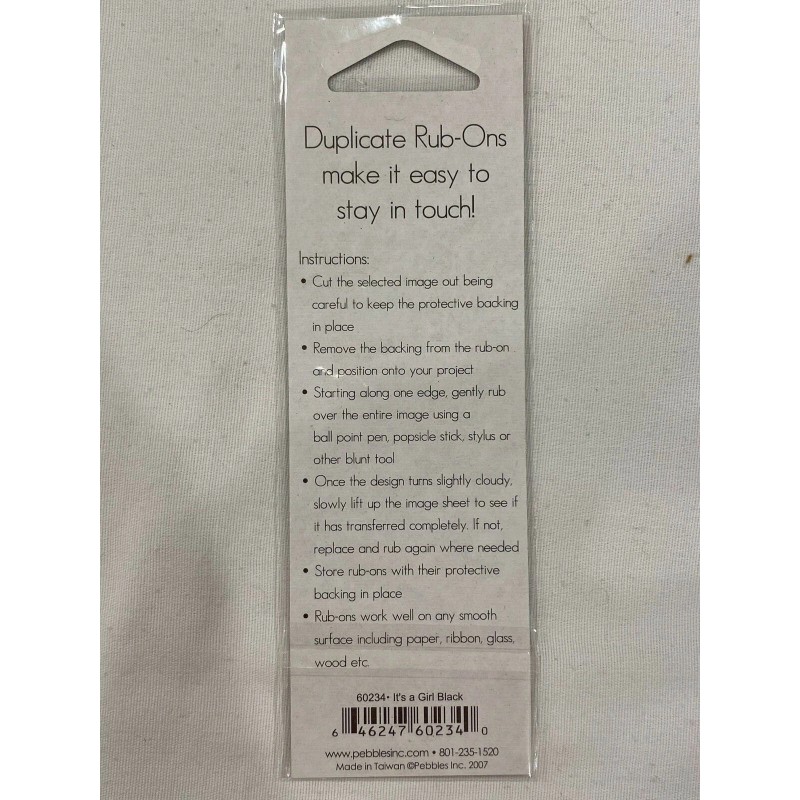 Duplicate Rub-Ons
make it easy to
stay in touch!
Instructions:
• Cut the selected image out being
careful to keep the protective backing
in place
• Remove the backing from the rub-on
and position onto your project
• Starting along one edge, gently rub
over the entire image using a
ball point pen, popsicle stick, stylus or
other blunt tool
• Once the design turns slightly cloudy,
slowly lift up the image sheet to see if
it has transferred completely. If not,
replace and rub again where needed
• Store rub-ons with their protective
backing in place
• Rub-ons work well on any smooth
surface including paper, ribbon, glass,
wood etc.
60234• It's a Girl Black
6 46247 60234 0
www.pebblesinc.com • 801-235-1520
Made in Taiwan ©Pebbles Inc. 2007